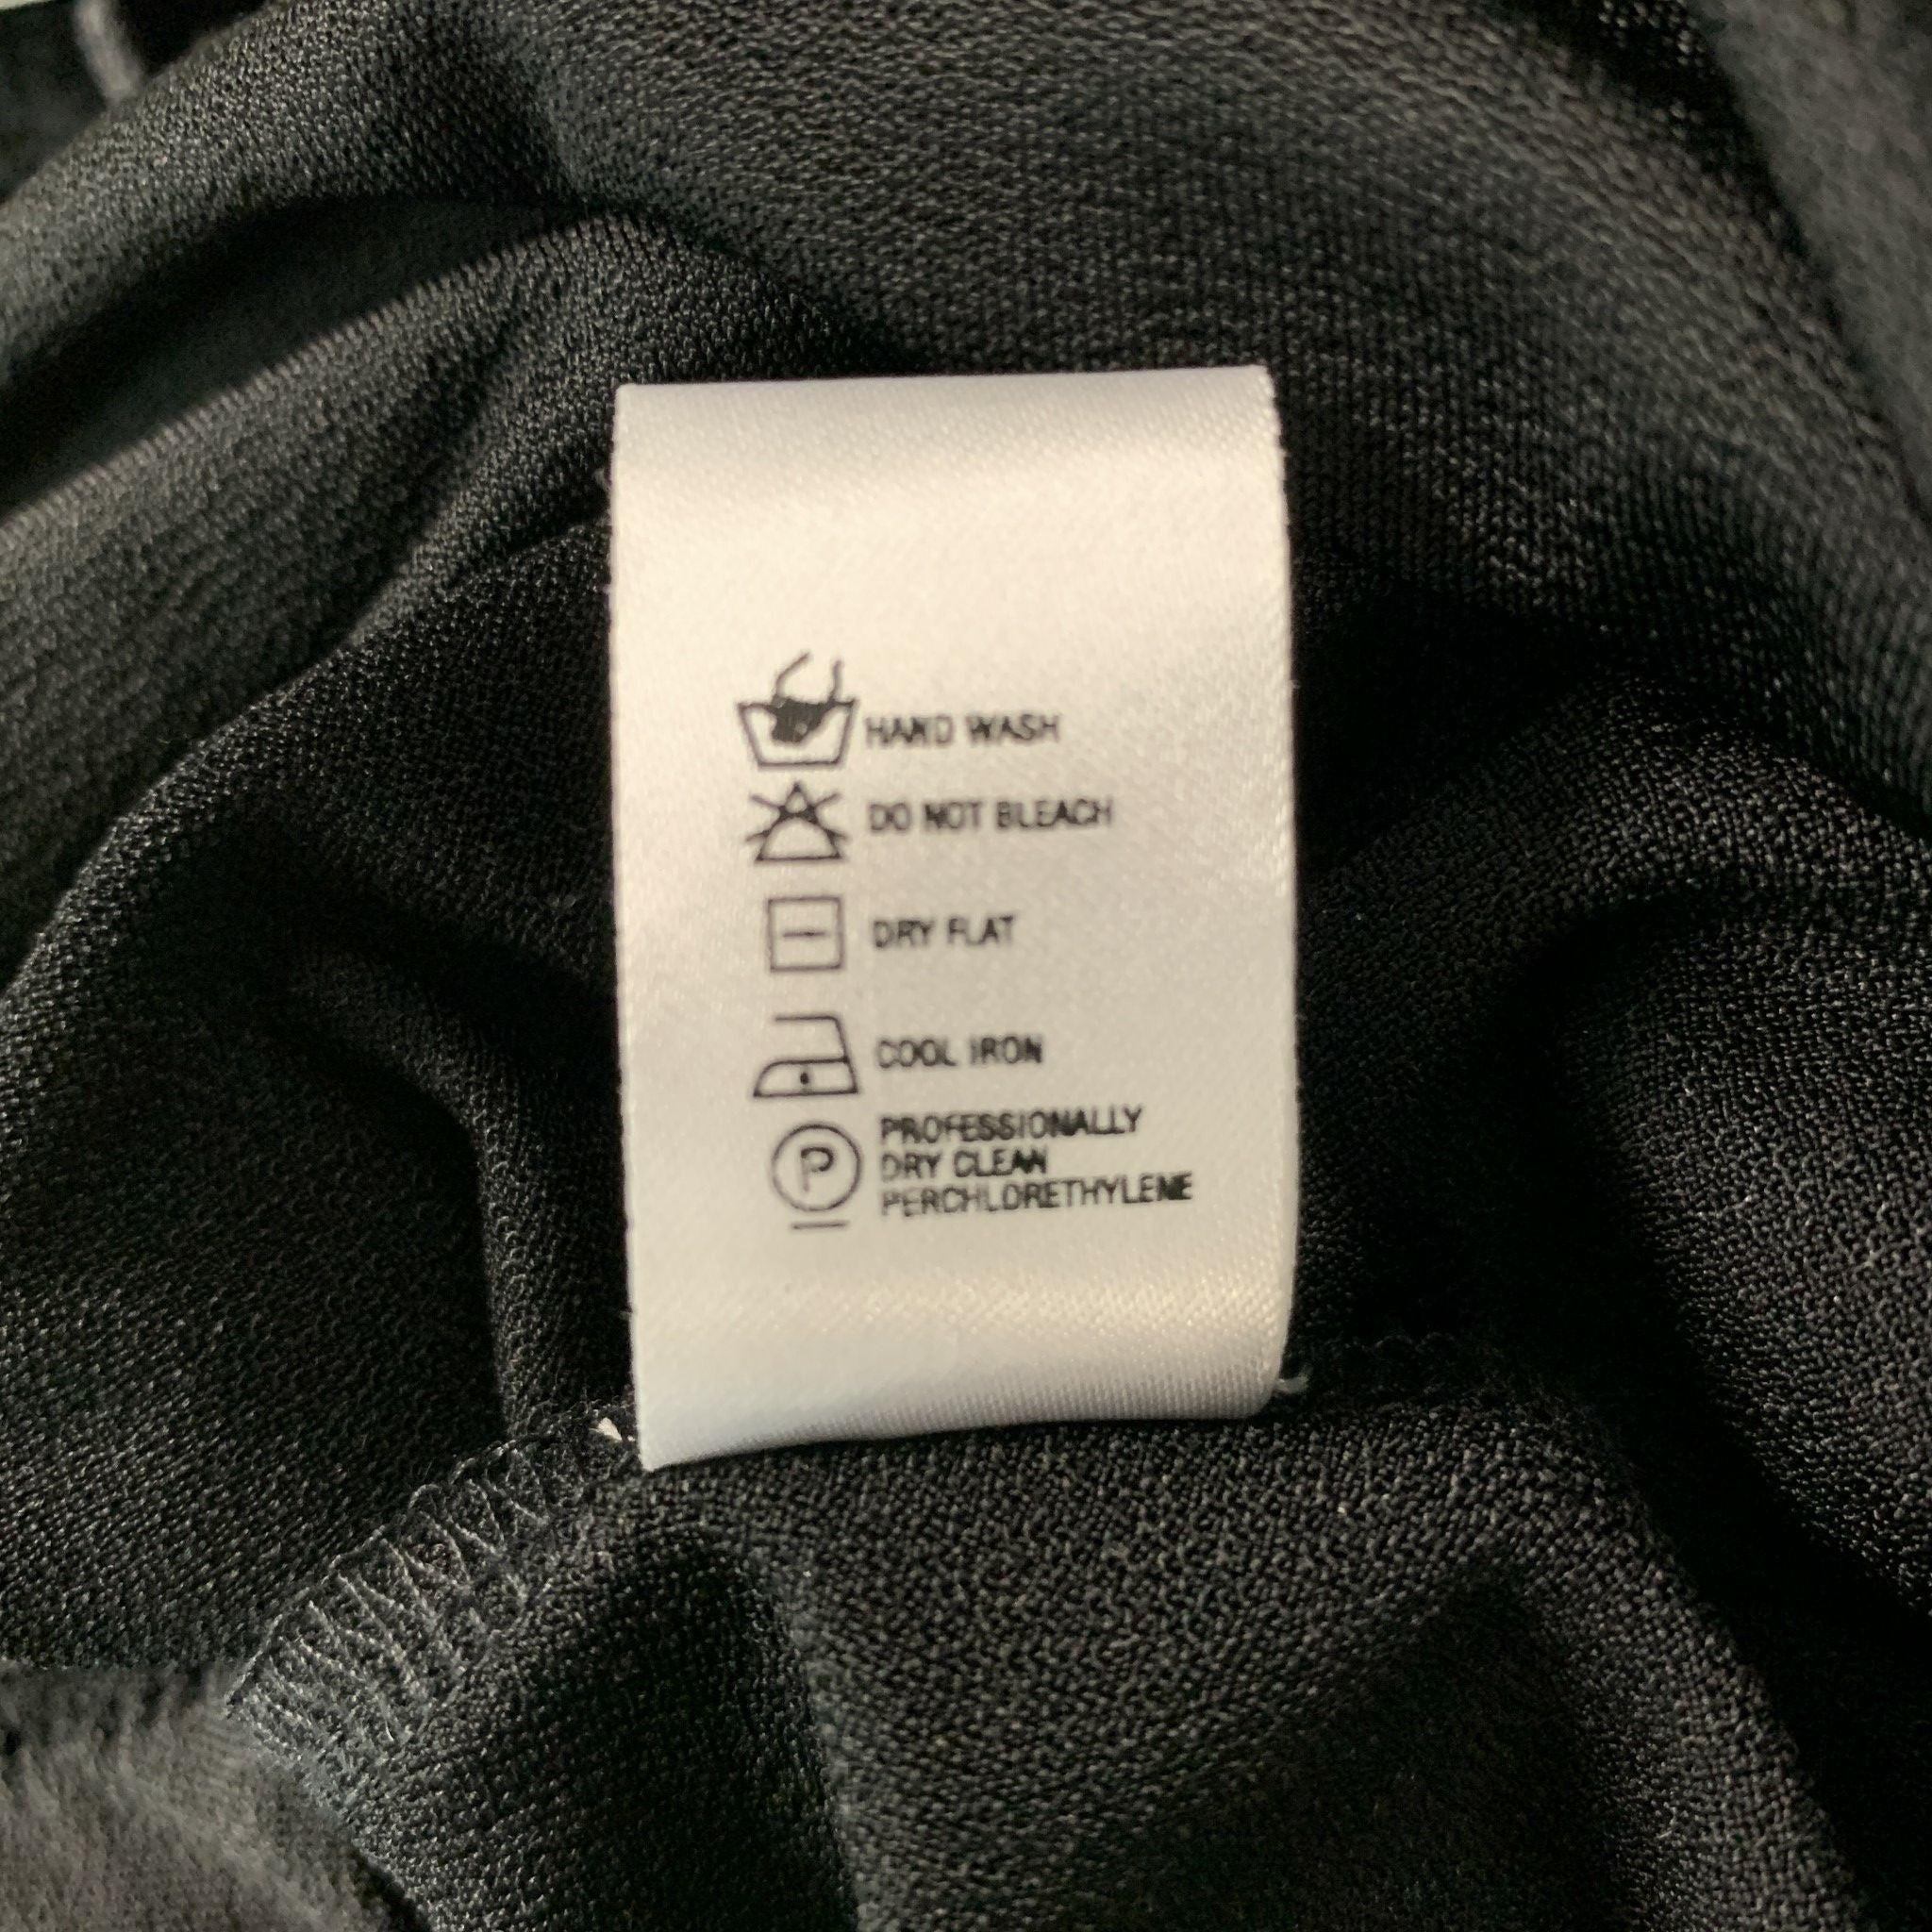 HAND WASH
DO NOT BLEACH
DRY FLAT
COOL IRON
PROFESSIONALLY
P DRY CLEAN
PERCHLORETHYLENE